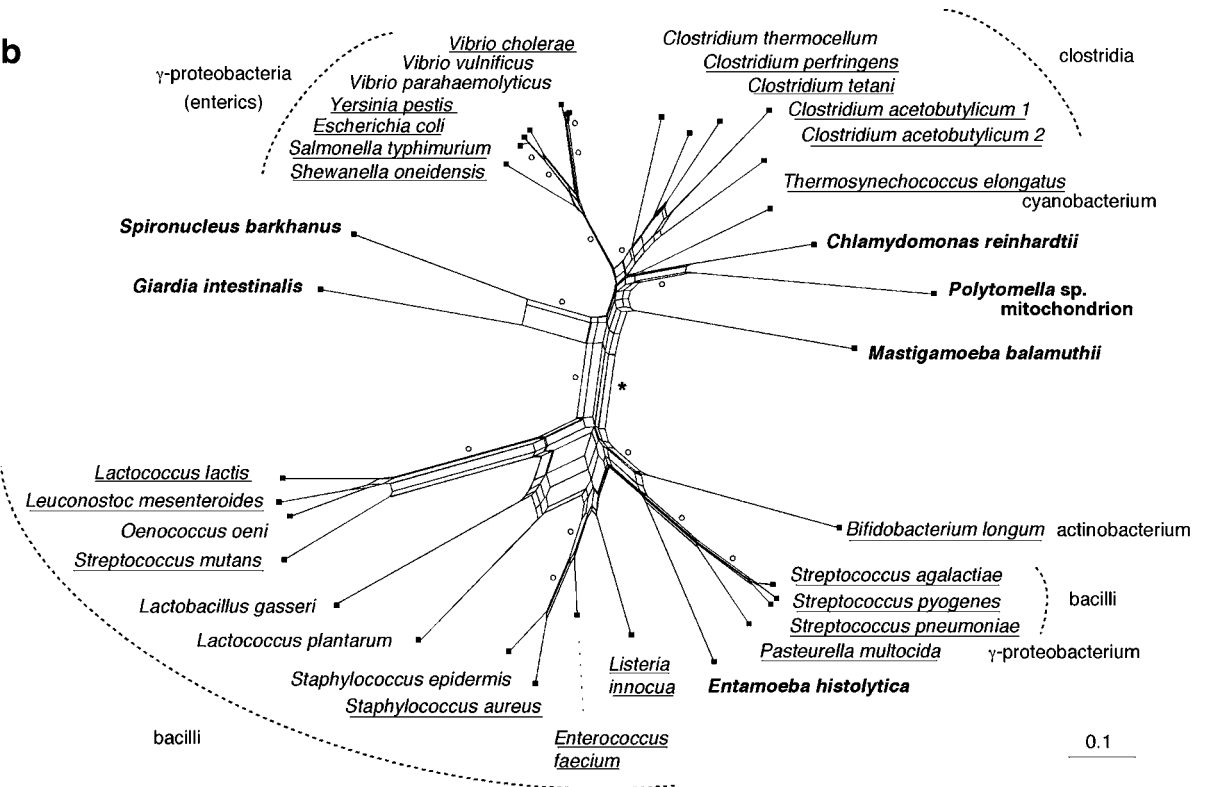 b
Vibrio cholerae
Vibrio vulnificus
Vibrio parahaemolyticus
Yersinia pestis
Escherichia coli
Salmonella typhimurium
Shewanella oneidensis
γ-proteobacteria
(enterics)
Clostridium thermocellum
Clostridium perfringens
Clostridium tetani
Clostridium acetobutylicum 1
Clostridium acetobutylicum 2
clostridia
Thermosynechococcus elongatus
cyanobacterium
Spironucleus barkhanus
Giardia intestinalis
Chlamydomonas reinhardtii
Polytomella sp.
mitochondrion
Mastigamoeba balamuthii
*
Lactococcus lactis
Leuconostoc mesenteroides
Oenococcus oeni
Streptococcus mutans
Lactobacillus gasseri
Lactococcus plantarum
Staphylococcus epidermis
Staphylococcus aureus
bacilli
Enterococcus
faecium
Listeria
innocua
Entamoeba histolytica
Bifidobacterium longum actinobacterium
Streptococcus agalactiae
Streptococcus pyogenes
Streptococcus pneumoniae
bacilli
Pasteurella multocida γ-proteobacterium
0.1